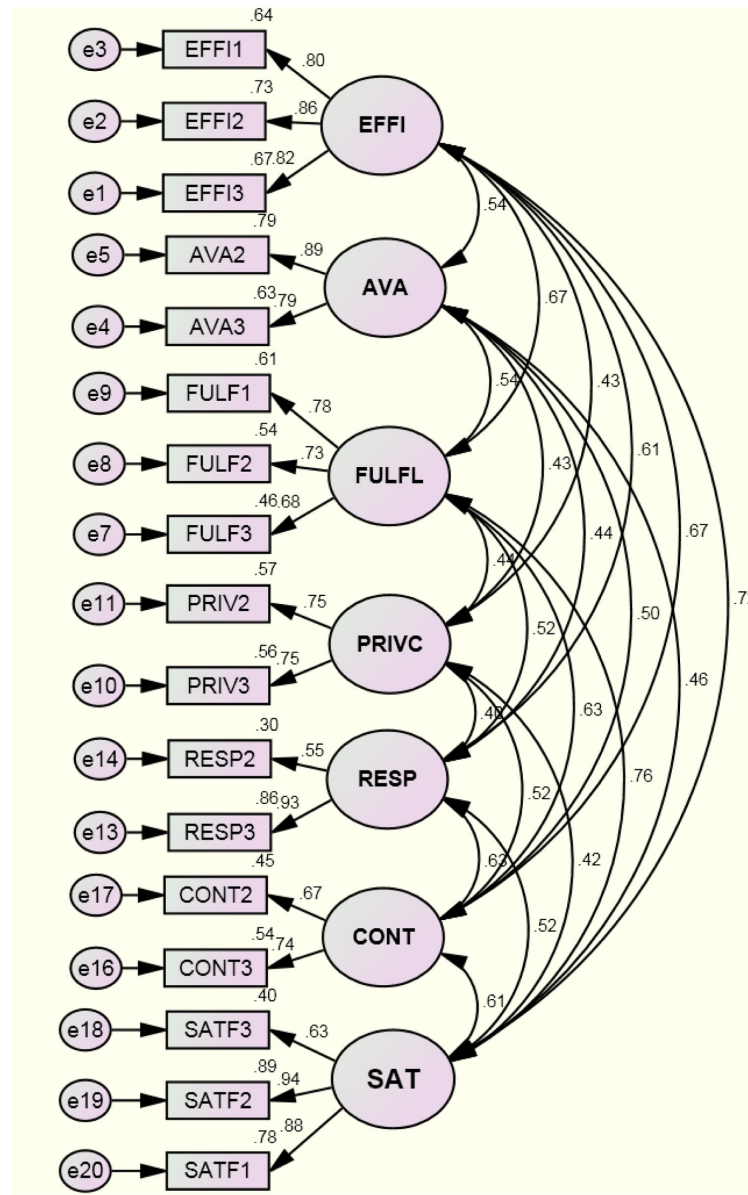 .64
e3 EFFI1 .80
.73
e2 EFFI2 .86 EFFI
.67 .82
e1 EFFI3 .54
.79
e5 AVA2 .89 AVA
.63 .79 .67
e4 AVA3
.61
e9 FULF1 .78 .54 .43
.54
e8 FULF2 .73 FULFL .43 .61
.46 .68
e7 FULF3 .44 .67
.57 .44
e11 PRIV2 .75 .52 .50
.56 .75 PRIVC
e10 PRIV3 .46
.30 .40 .63
e14 RESP2 .55 RESP .76
.86 .93 .52
e13 RESP3
.45 .63 .42
e17 CONT2 .67 CONT
.54 .74 .52
e16 CONT3
.40 .61
e18 SATF3 .63
.89 .94 SAT
e19 SATF2
.78 .88
e20 SATF1